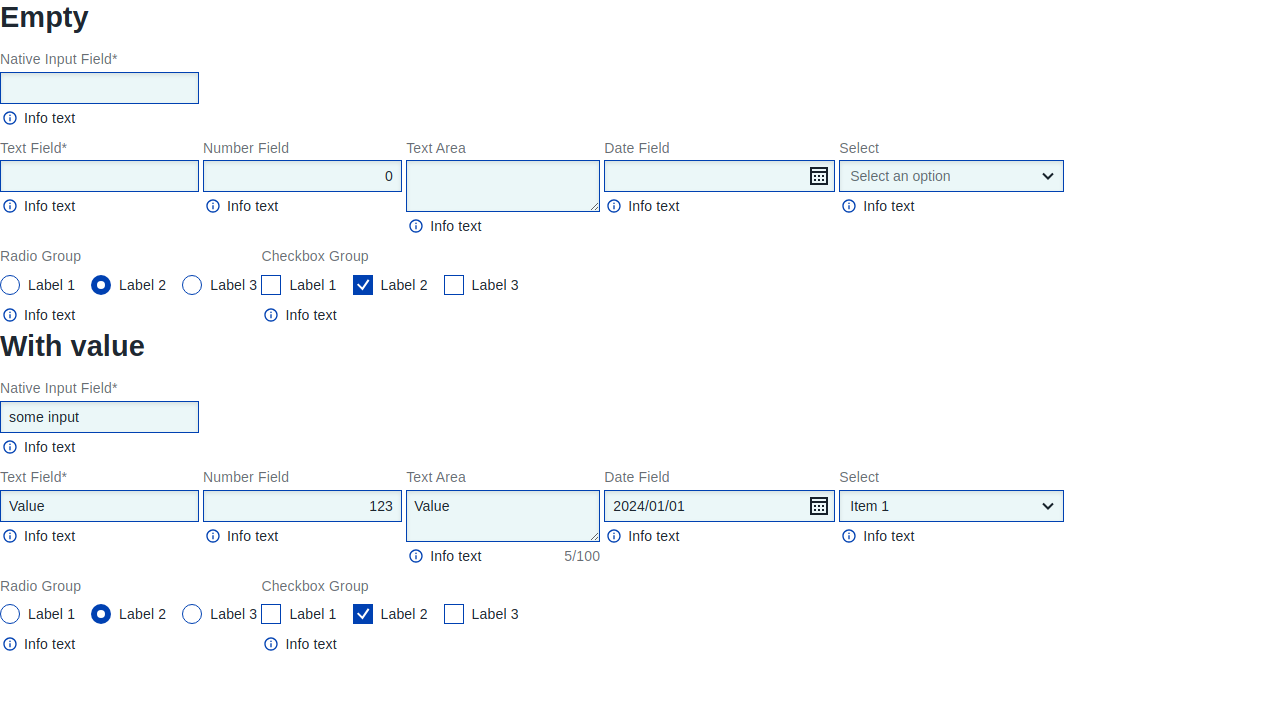 Empty
Native Input Field*
Info text
Text Field* Number Field Text Area Date Field Select
0 Select an option
Info text Info text Info text Info text
Info text
Radio Group Checkbox Group
Label 1 Label 2 Label 3 Label 1 Label 2 Label 3
Info text Info text
With value
Native Input Field*
some input
Info text
Text Field* Number Field Text Area Date Field Select
Value 123 Value 2024/01/01 Item 1
Info text Info text Info text Info text
Info text 5/100
Radio Group Checkbox Group
Label 1 Label 2 Label 3 Label 1 Label 2 Label 3
Info text Info text